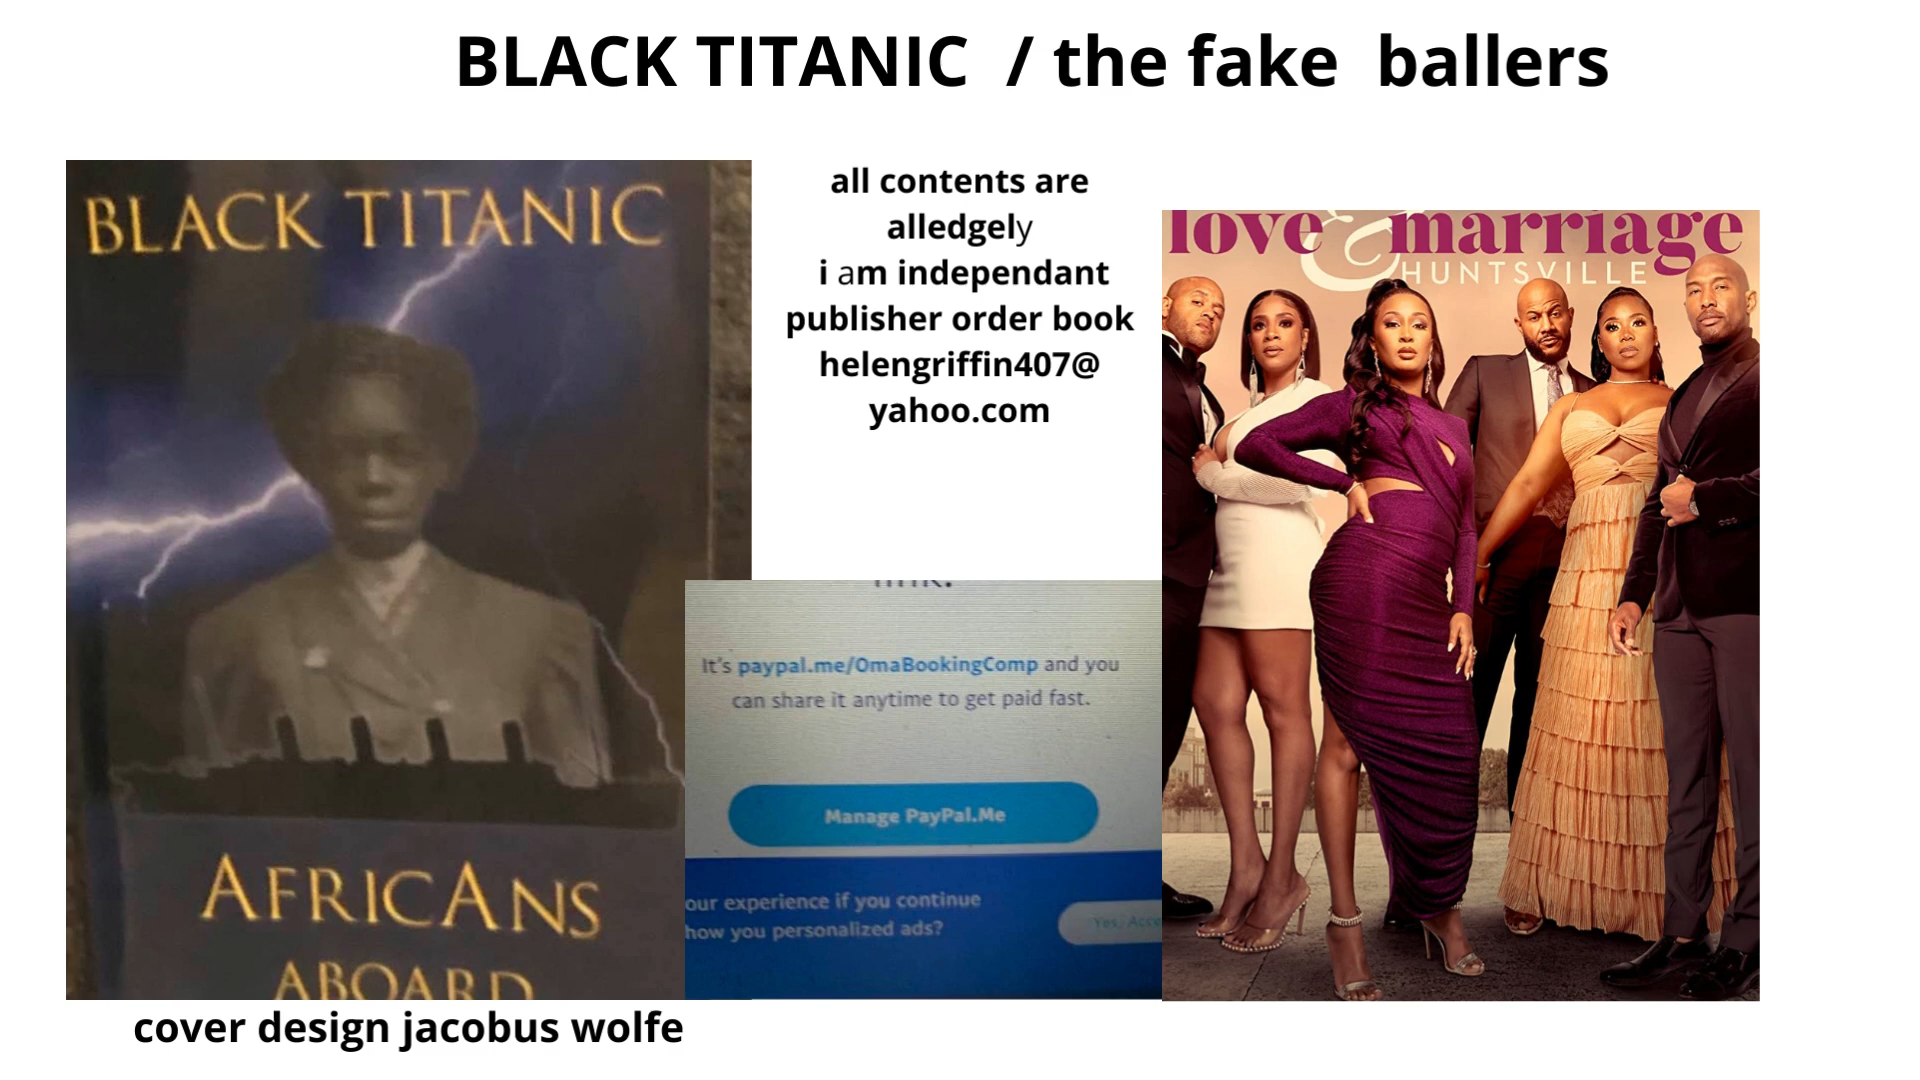 BLACK TITANIC / the fake ballers
BLACK TITANIC
AFRICANS
ABOARD
cover design jacobus wolfe
all contents are
alledgely
i am independant
publisher order book
helengriffin407@
yahoo.com
It's paypal.me/OmaBookingComp and you
can share it anytime to get paid fast.
Manage PayPal.Me
our experience if you continue
how you personalized ads?
Yes, Acce
love & marriage
HUNTSVILLE